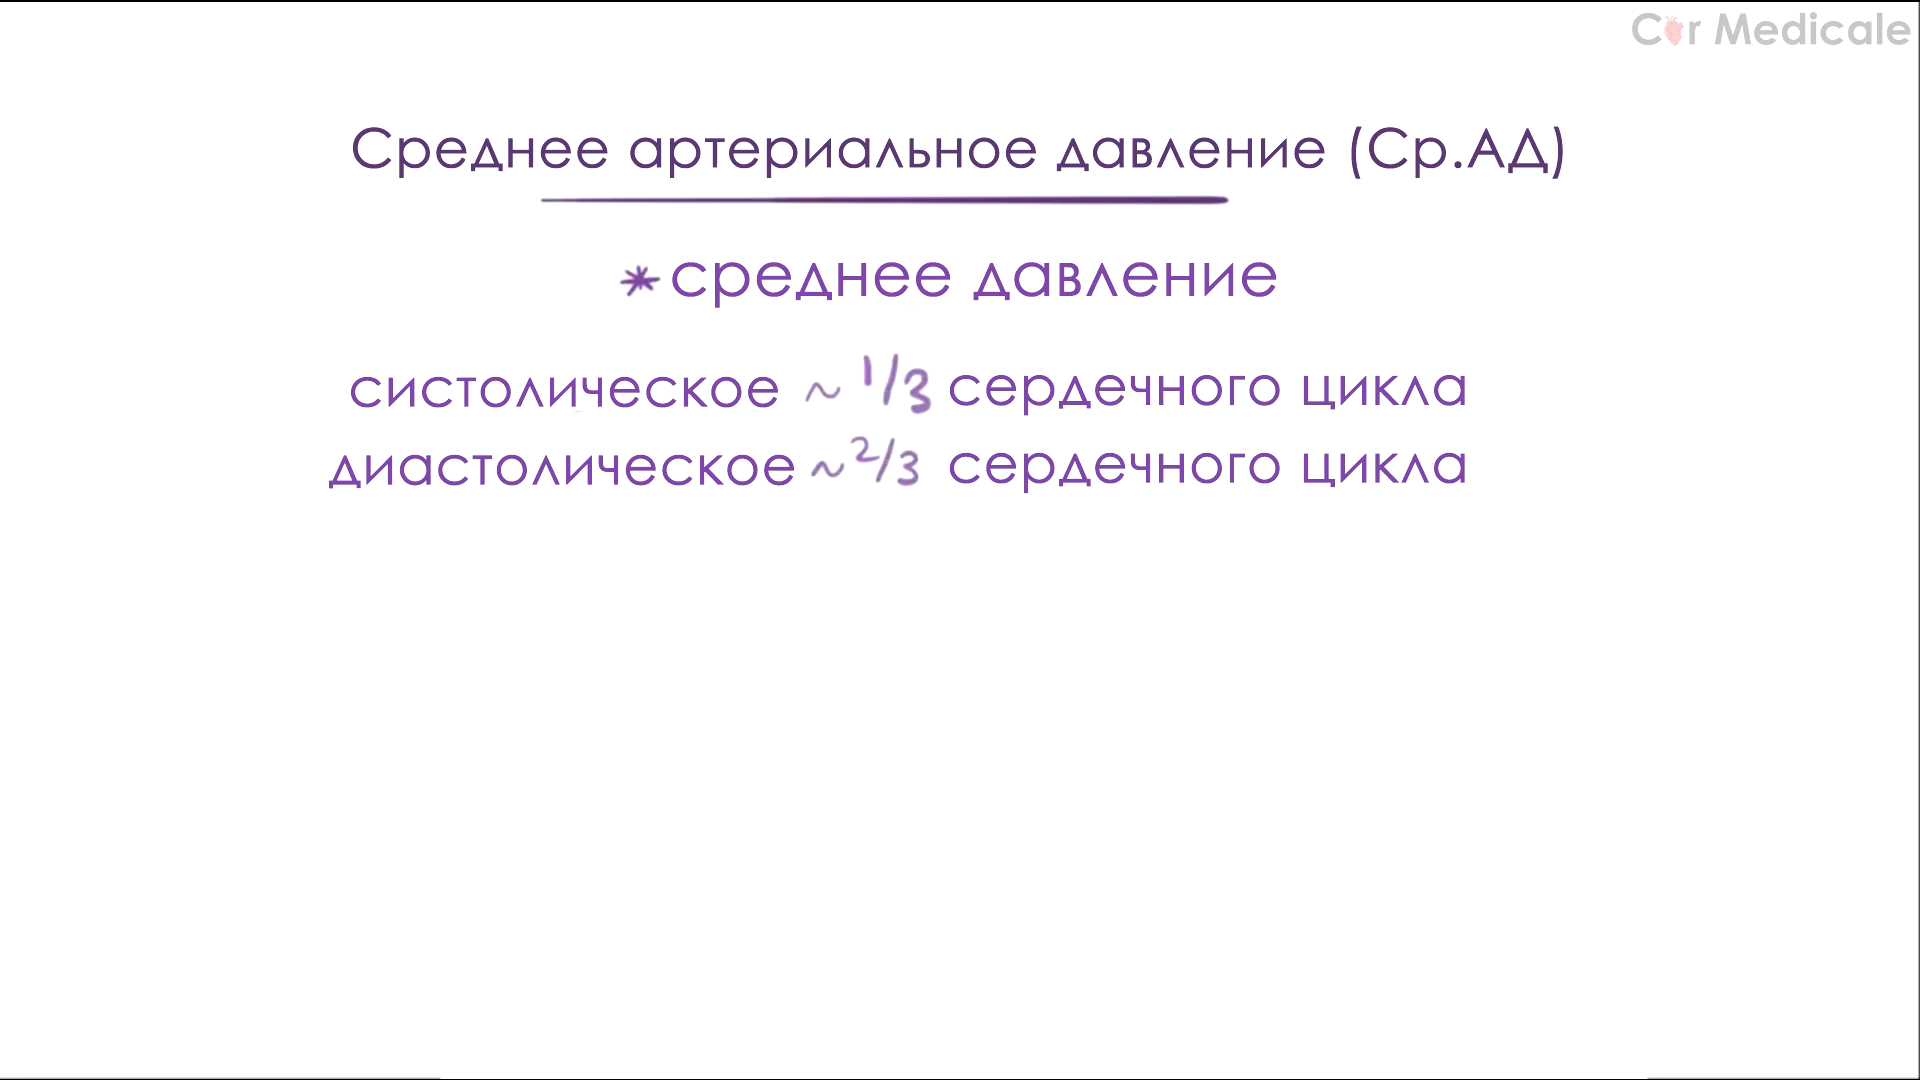 Cor Medicale
Среднее артериальное давление (Ср.АД)
*среднее давление
систолическое ~ 1/3 сердечного цикла
диастолическое ~ 2/3 сердечного цикла